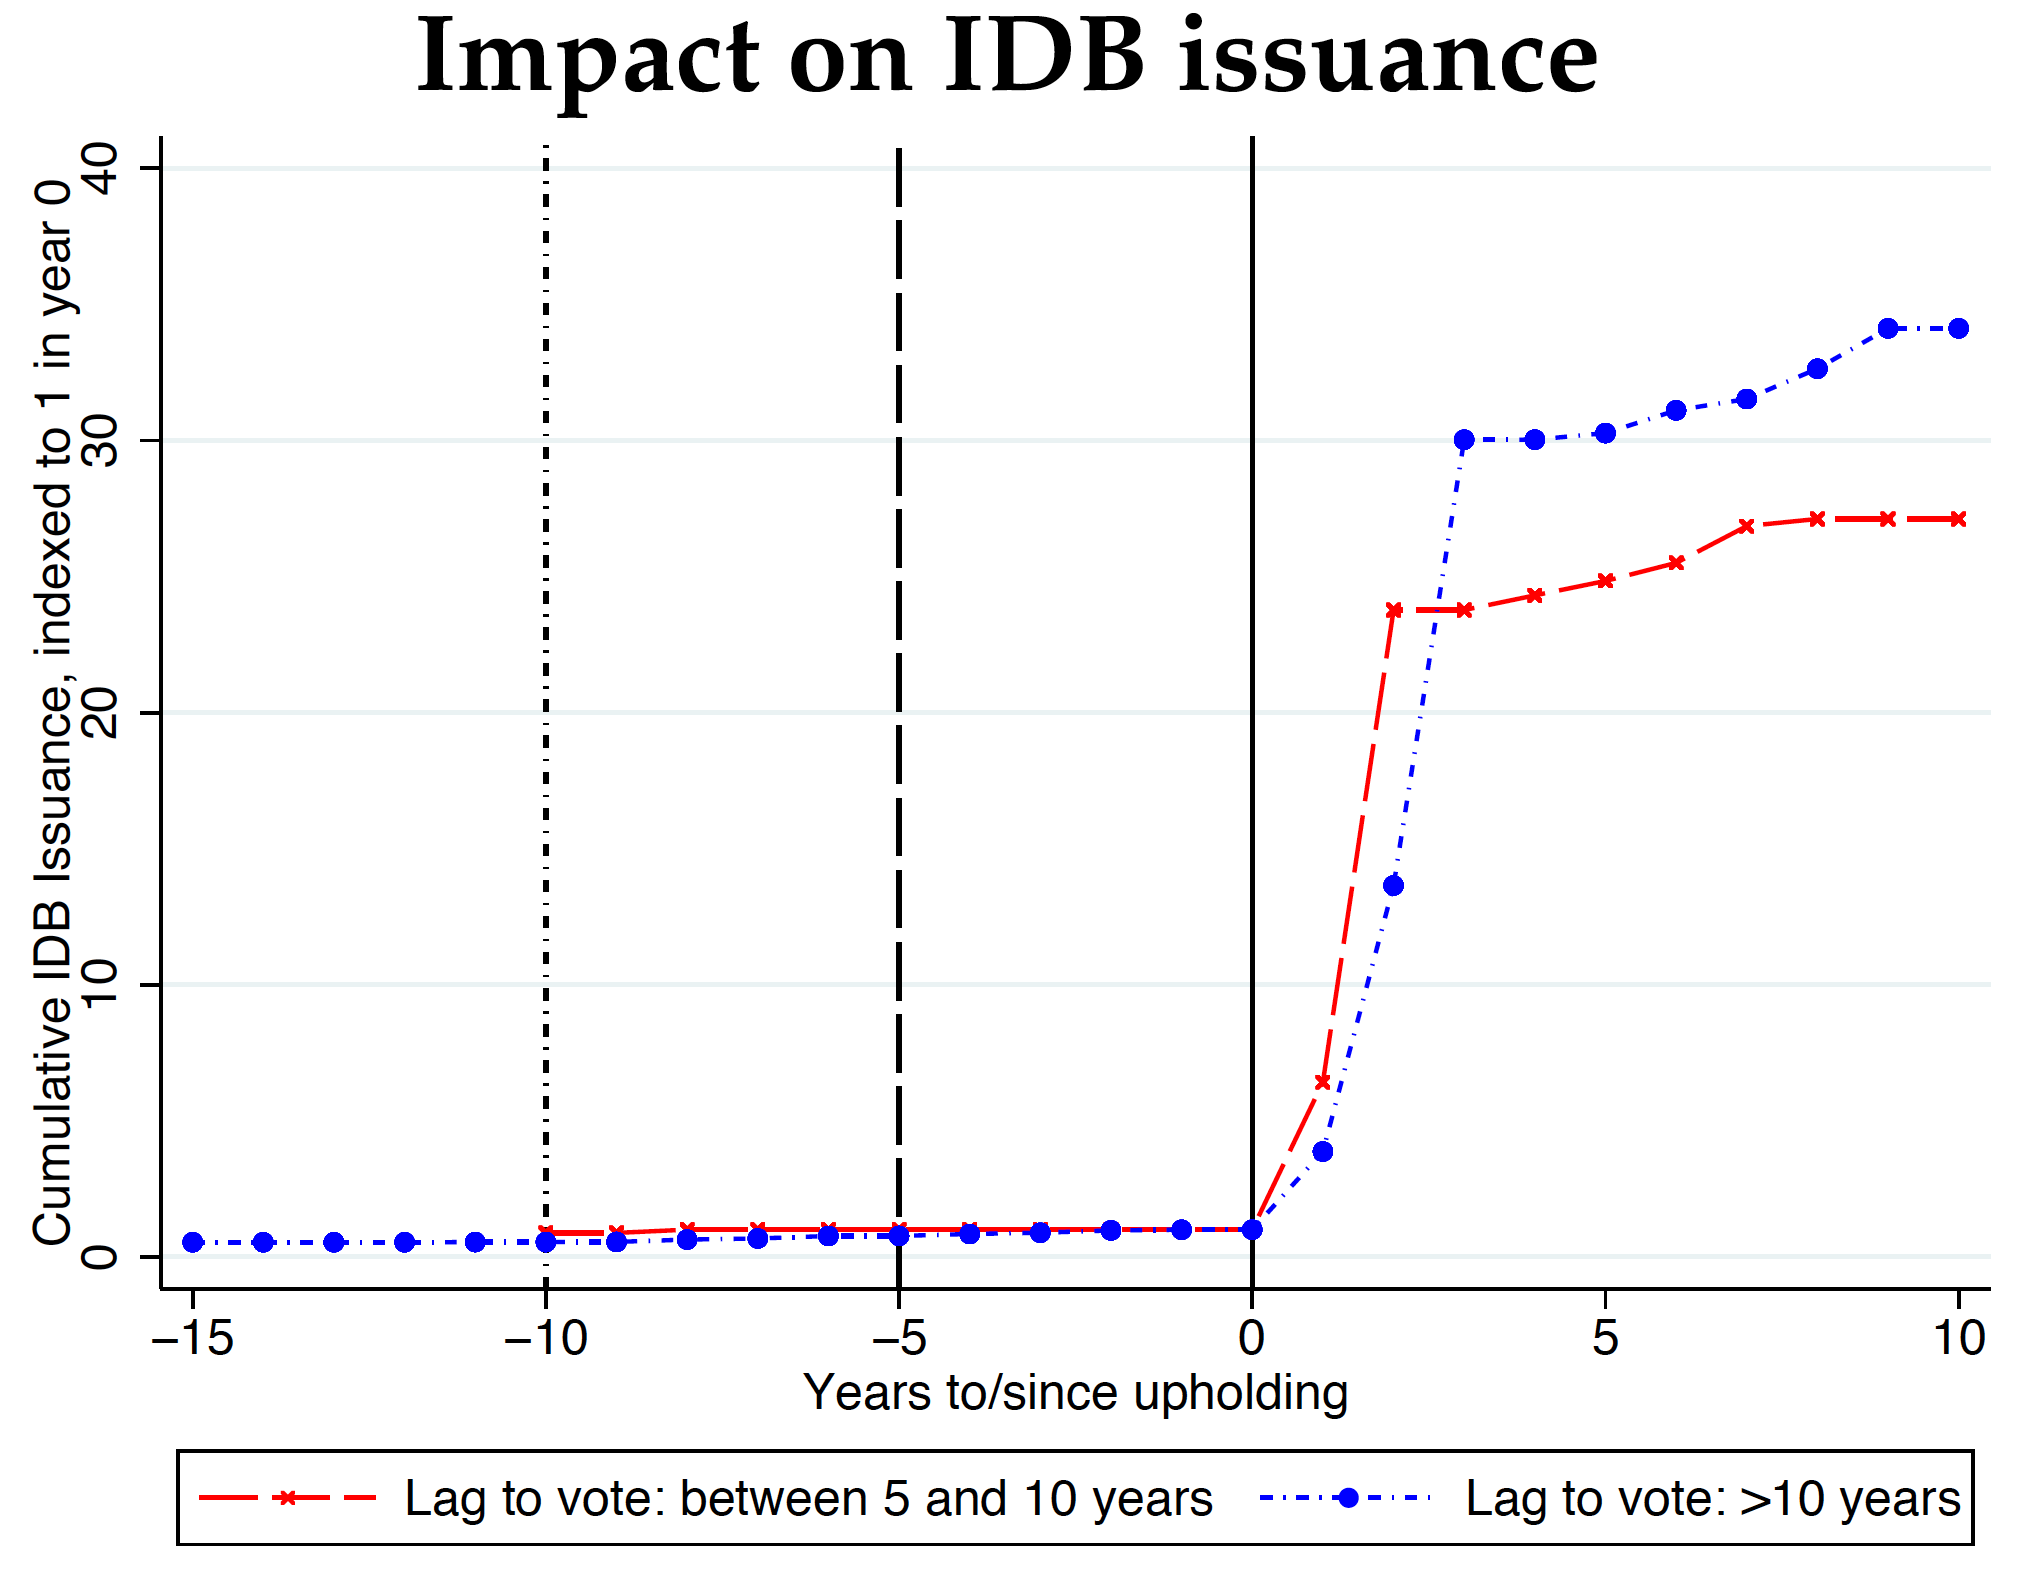 Impact on IDB issuance
Cumulative IDB Issuance, indexed to 1 in year 0
40
30
20
10
0
−15 −10 −5 0 5 10
Years to/since upholding
Lag to vote: between 5 and 10 years Lag to vote: >10 years